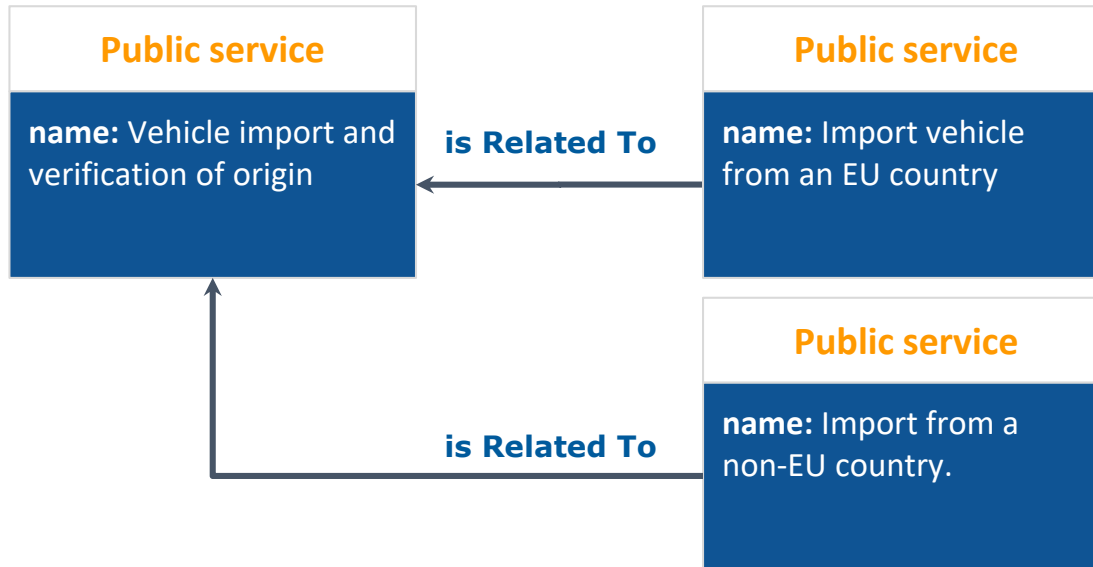 Public service
name: Vehicle import and
verification of origin
is Related To
Public service
name: Import vehicle
from an EU country
Public service
name: Import from a
non-EU country.
is Related To